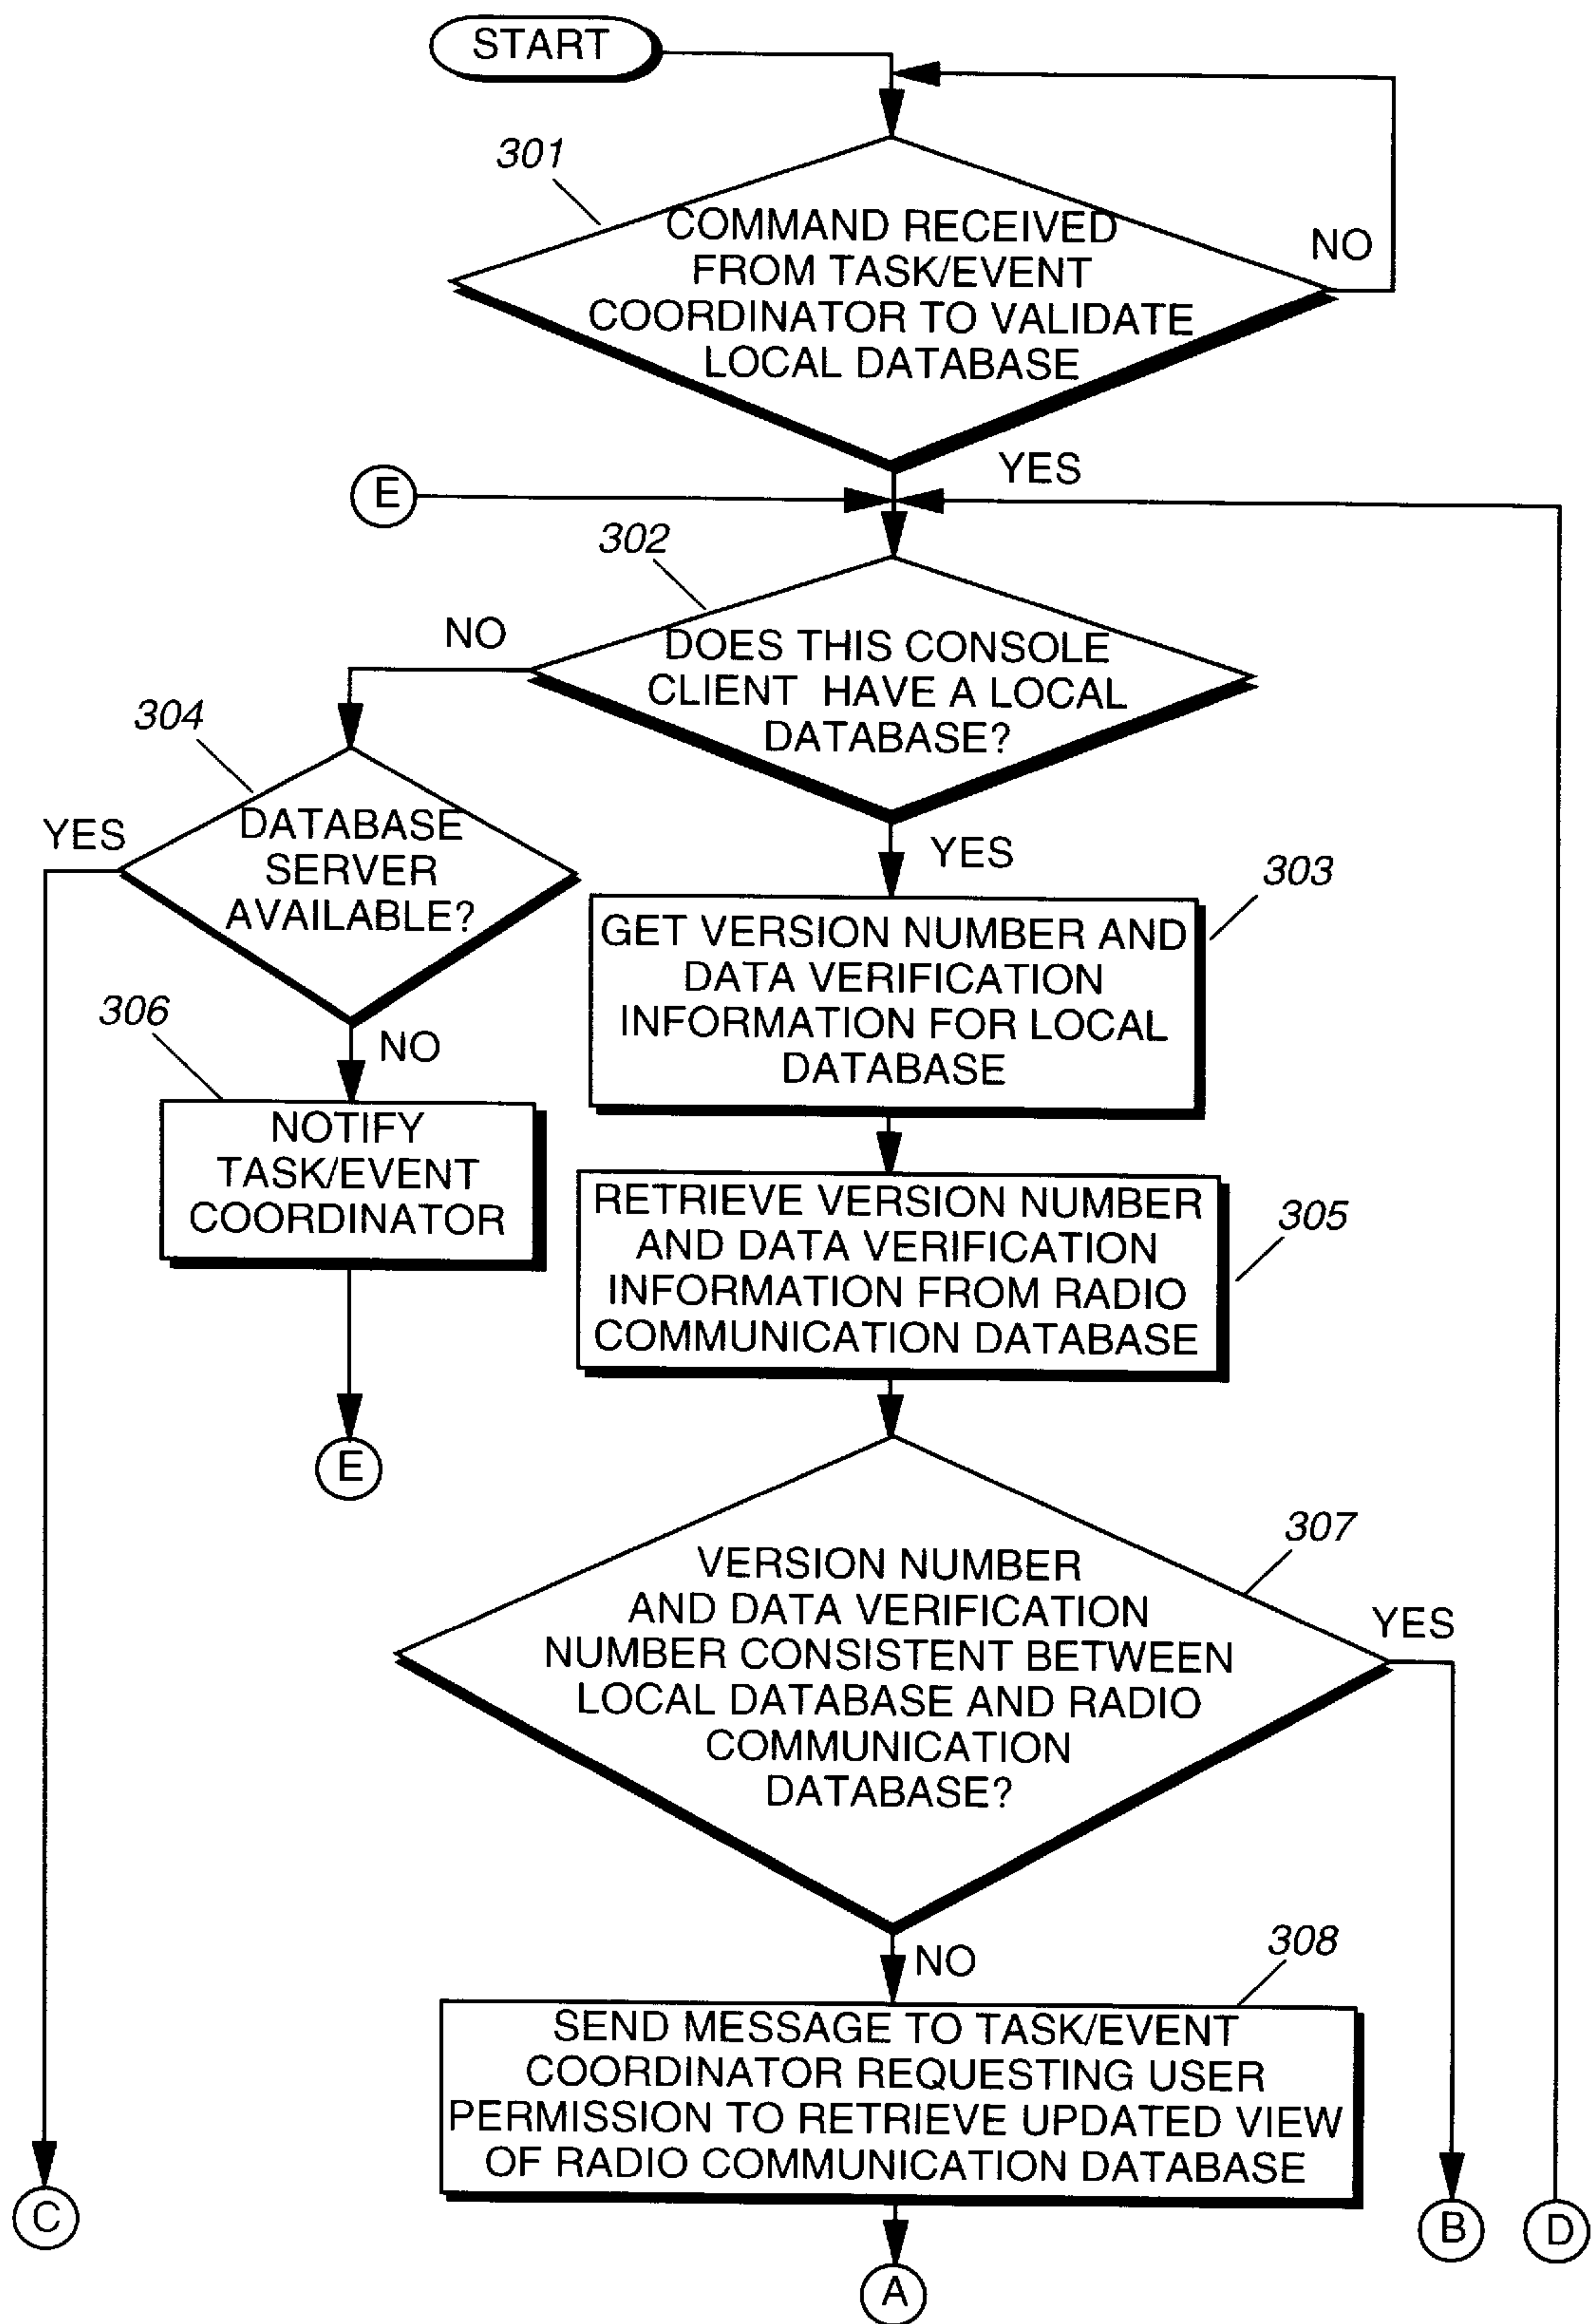 START
301
COMMAND RECEIVED
FROM TASK/EVENT
COORDINATOR TO VALIDATE
LOCAL DATABASE
NO
YES
E
302
NO
DOES THIS CONSOLE
CLIENT HAVE A LOCAL
DATABASE?
304
YES
DATABASE
SERVER
AVAILABLE?
YES
303
GET VERSION NUMBER AND
DATA VERIFICATION
INFORMATION FOR LOCAL
DATABASE
306
NO
NOTIFY
TASK/EVENT
COORDINATOR
RETRIEVE VERSION NUMBER
AND DATA VERIFICATION
INFORMATION FROM RADIO
COMMUNICATION DATABASE
305
E
307
VERSION NUMBER
AND DATA VERIFICATION
NUMBER CONSISTENT BETWEEN
LOCAL DATABASE AND RADIO
COMMUNICATION
DATABASE?
YES
NO
308
SEND MESSAGE TO TASK/EVENT
COORDINATOR REQUESTING USER
PERMISSION TO RETRIEVE UPDATED VIEW
OF RADIO COMMUNICATION DATABASE
C
B
D
A